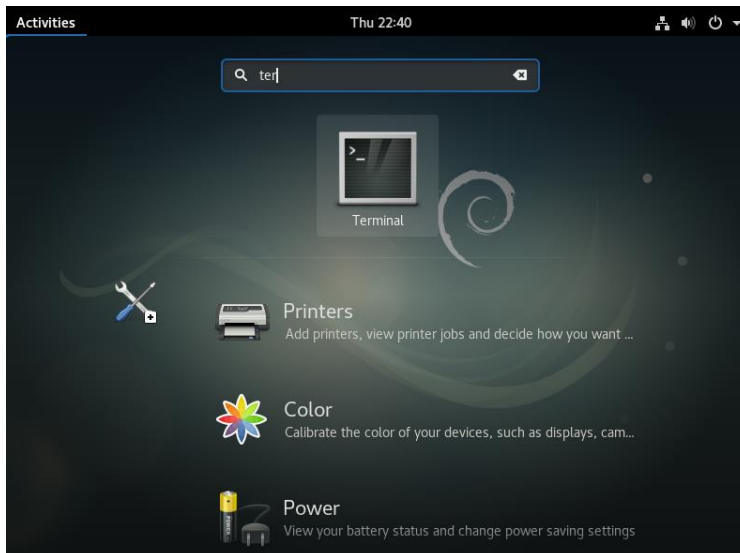 Activities
Thu 22:40
ter
Terminal
Printers
Add printers, view printer jobs and decide how you want ...
Color
Calibrate the color of your devices, such as displays, cam...
Power
View your battery status and change power saving settings